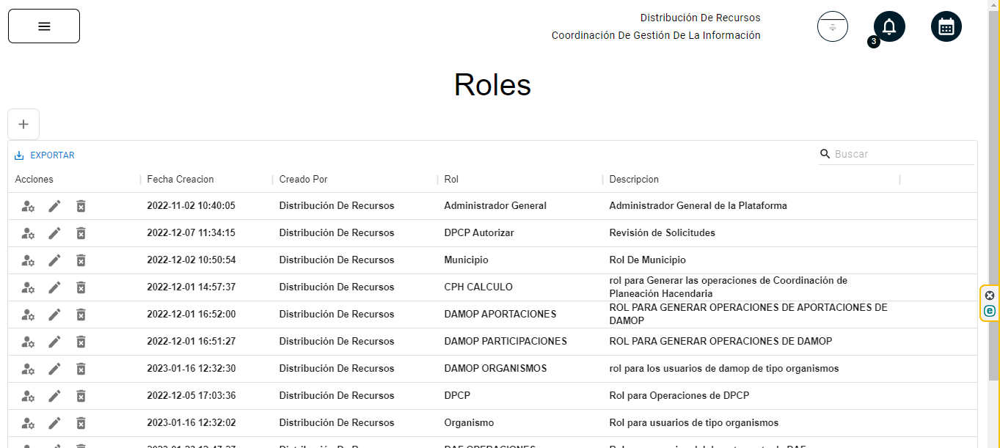 Distribución De Recursos
Coordinación De Gestión De La Información
3
Roles
EXPORTAR
Buscar
Acciones Fecha Creacion Creado Por Rol Descripcion
2022-11-02 10:40:05 Distribución De Recursos Administrador General Administrador General de la Plataforma
2022-12-07 11:34:15 Distribución De Recursos DPCP Autorizar Revisión de Solicitudes
2022-12-02 10:50:54 Distribución De Recursos Municipio Rol De Municipio
2022-12-01 14:57:37 Distribución De Recursos CPH CALCULO rol para Generar las operaciones de Coordinación de
Planeación Hacendaria
2022-12-01 16:52:00 Distribución De Recursos DAMOP APORTACIONES ROL PARA GENERAR OPERACIONES DE APORTACIONES DE
DAMOP
2022-12-01 16:51:27 Distribución De Recursos DAMOP PARTICIPACIONES ROL PARA GENERAR OPERACIONES DE DAMOP
2023-01-16 12:32:30 Distribución De Recursos DAMOP ORGANISMOS rol para los usuarios de damop de tipo organismos
2022-12-05 17:03:36 Distribución De Recursos DPCP Rol para Operaciones de DPCP
2023-01-16 12:32:02 Distribución De Recursos Organismo Rol para usuarios de tipo organismos